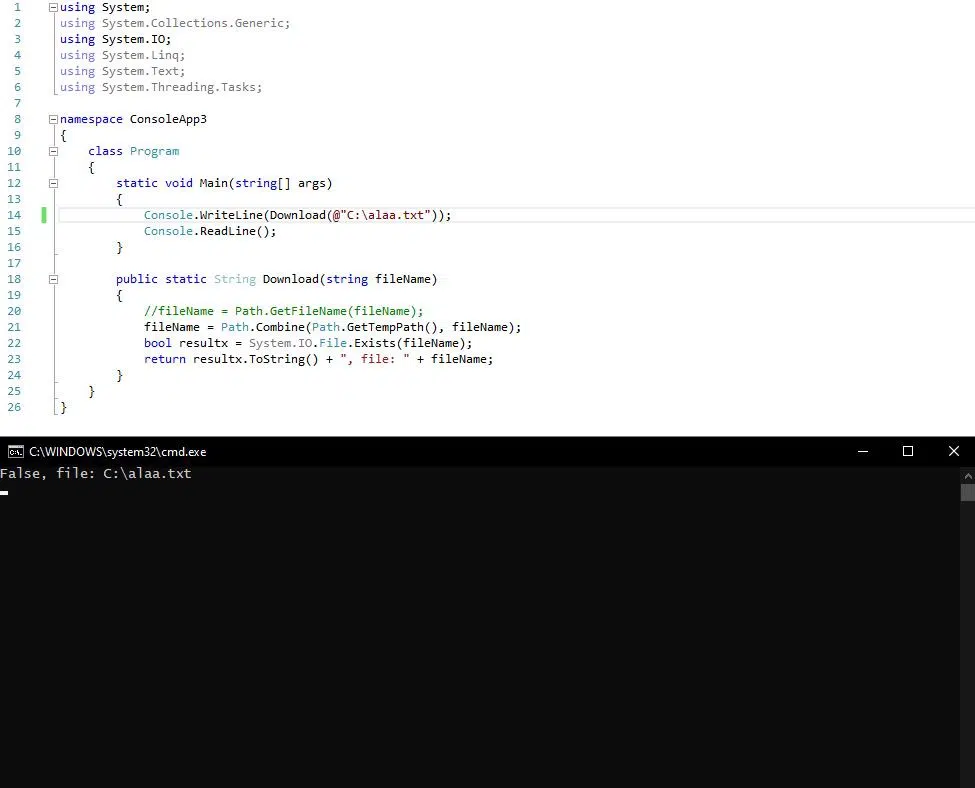 1 using System;
2 using System.Collections.Generic;
3 using System.IO;
4 using System.Linq;
5 using System.Text;
6 using System.Threading.Tasks;
7
8 namespace ConsoleApp3
9 {
10 class Program
11 {
12 static void Main(string[] args)
13 {
14 Console.WriteLine(Download(@"C:\alaa.txt"));
15 Console.ReadLine();
16 }
17
18 public static String Download(string fileName)
19 {
20 //fileName = Path.GetFileName(fileName);
21 fileName = Path.Combine(Path.GetTempPath(), fileName);
22 bool resultx = System.IO.File.Exists(fileName);
23 return resultx.ToString() + ", file: " + fileName;
24 }
25 }
26 }
C:\WINDOWS\system32\cmd.exe
False, file: C:\alaa.txt